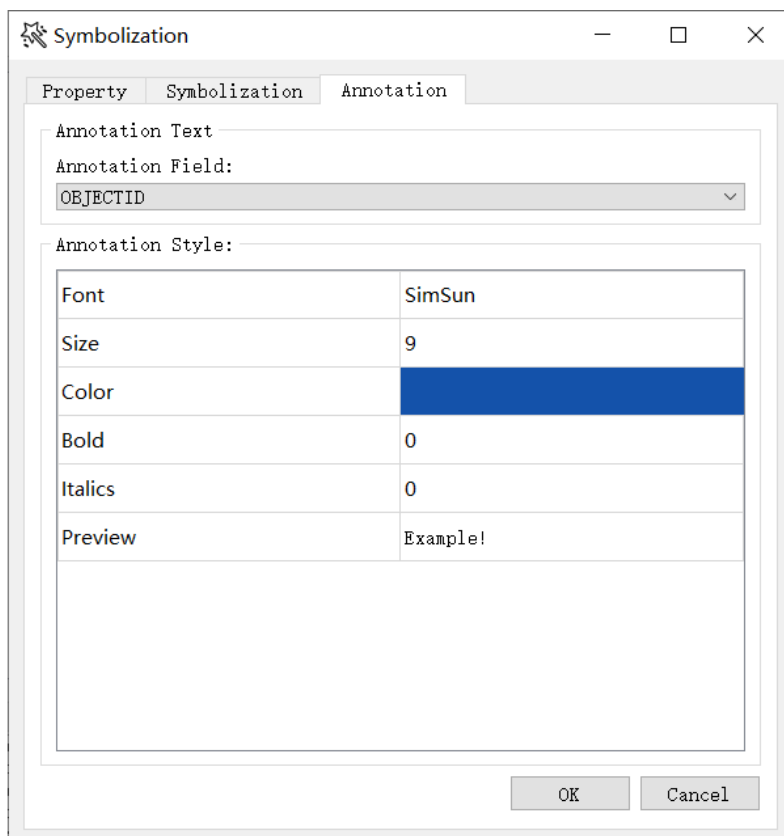 Symbolization
Property Symbolization Annotation
Annotation Text
Annotation Field:
OBJECTID
Annotation Style:
Font SimSun
Size 9
Color
Bold 0
Italics 0
Preview Example!
OK Cancel